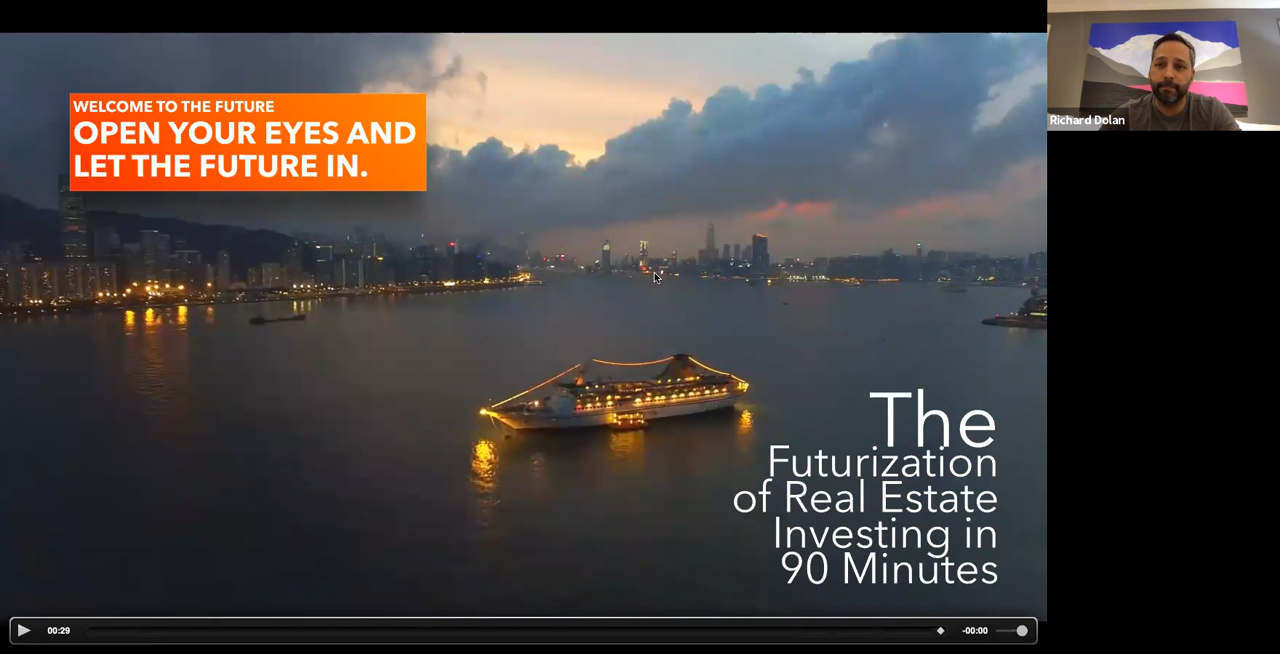 WELCOME TO THE FUTURE
OPEN YOUR EYES AND
LET THE FUTURE IN.
Richard Dolan
The
Futurization
of Real Estate
Investing in
90 Minutes
00:29
-00:00